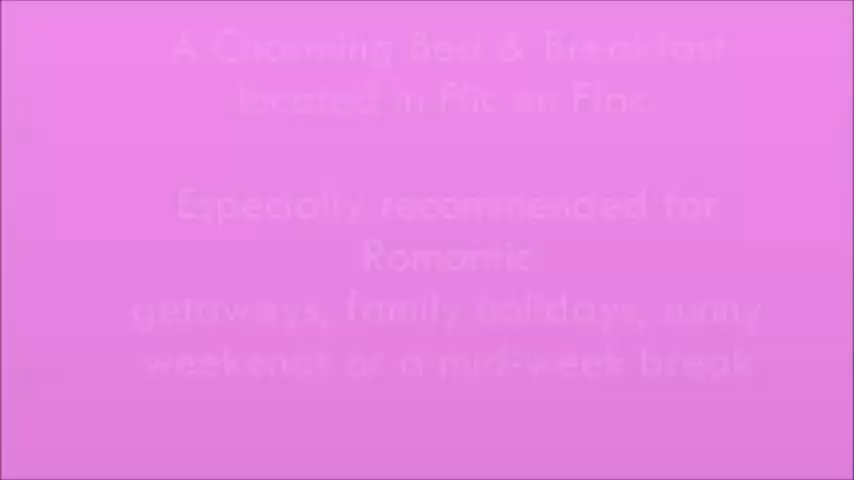 A Charming Bed & Breakfast
located in Flic en Flac
Especially recommended for
Romantic
getaways, family holidays, sunny
weekends or a mid-week break